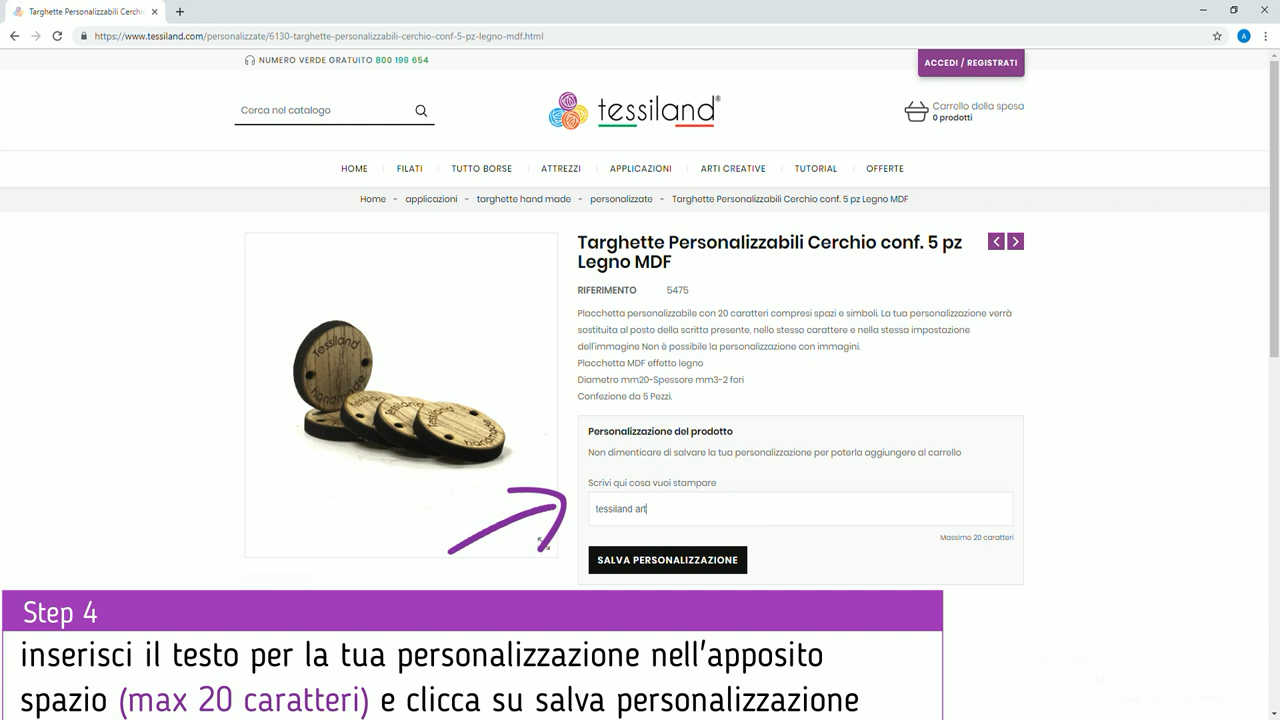 Targhette Personalizzabili Cerchi
https://www.tessiland.com/personalizzate/6130-targhette-personalizzabili-cerchio-conf-5-pz-legno-mdf.html
A
NUMERO VERDE GRATUITO 800 199 654
ACCEDI / REGISTRATI
Cerca nel catalogo
tessiland®
Carrello della spesa
0 prodotti
HOME FILATI TUTTO BORSE ATTREZZI APPLICAZIONI ARTI CREATIVE TUTORIAL OFFERTE
Home - applicazioni - targhette hand made - personalizzate - Targhette Personalizzabili Cerchio conf. 5 pz Legno MDF
Tessiland
handmade
handmade
Targhette Personalizzabili Cerchio conf. 5 pz
Legno MDF
RIFERIMENTO 5475
Placchetta personalizzabile con 20 caratteri compresi spazi e simboli. La tua personalizzazione verrà
sostituita al posto della scritta presente, nello stesso carattere e nella stessa impostazione
dell'immagine Non è possibile la personalizzazione con immagini.
Placchetta MDF effetto legno
Diametro mm20-Spessore mm3-2 fori
Confezione da 5 Pezzi.
Personalizzazione del prodotto
Non dimenticare di salvare la tua personalizzazione per poterla aggiungere al carrello
Scrivi qui cosa vuoi stampare
tessiland art
Massimo 20 caratteri
SALVA PERSONALIZZAZIONE
Step 4
inserisci il testo per la tua personalizzazione nell'apposito
spazio (max 20 caratteri) e clicca su salva personalizzazione